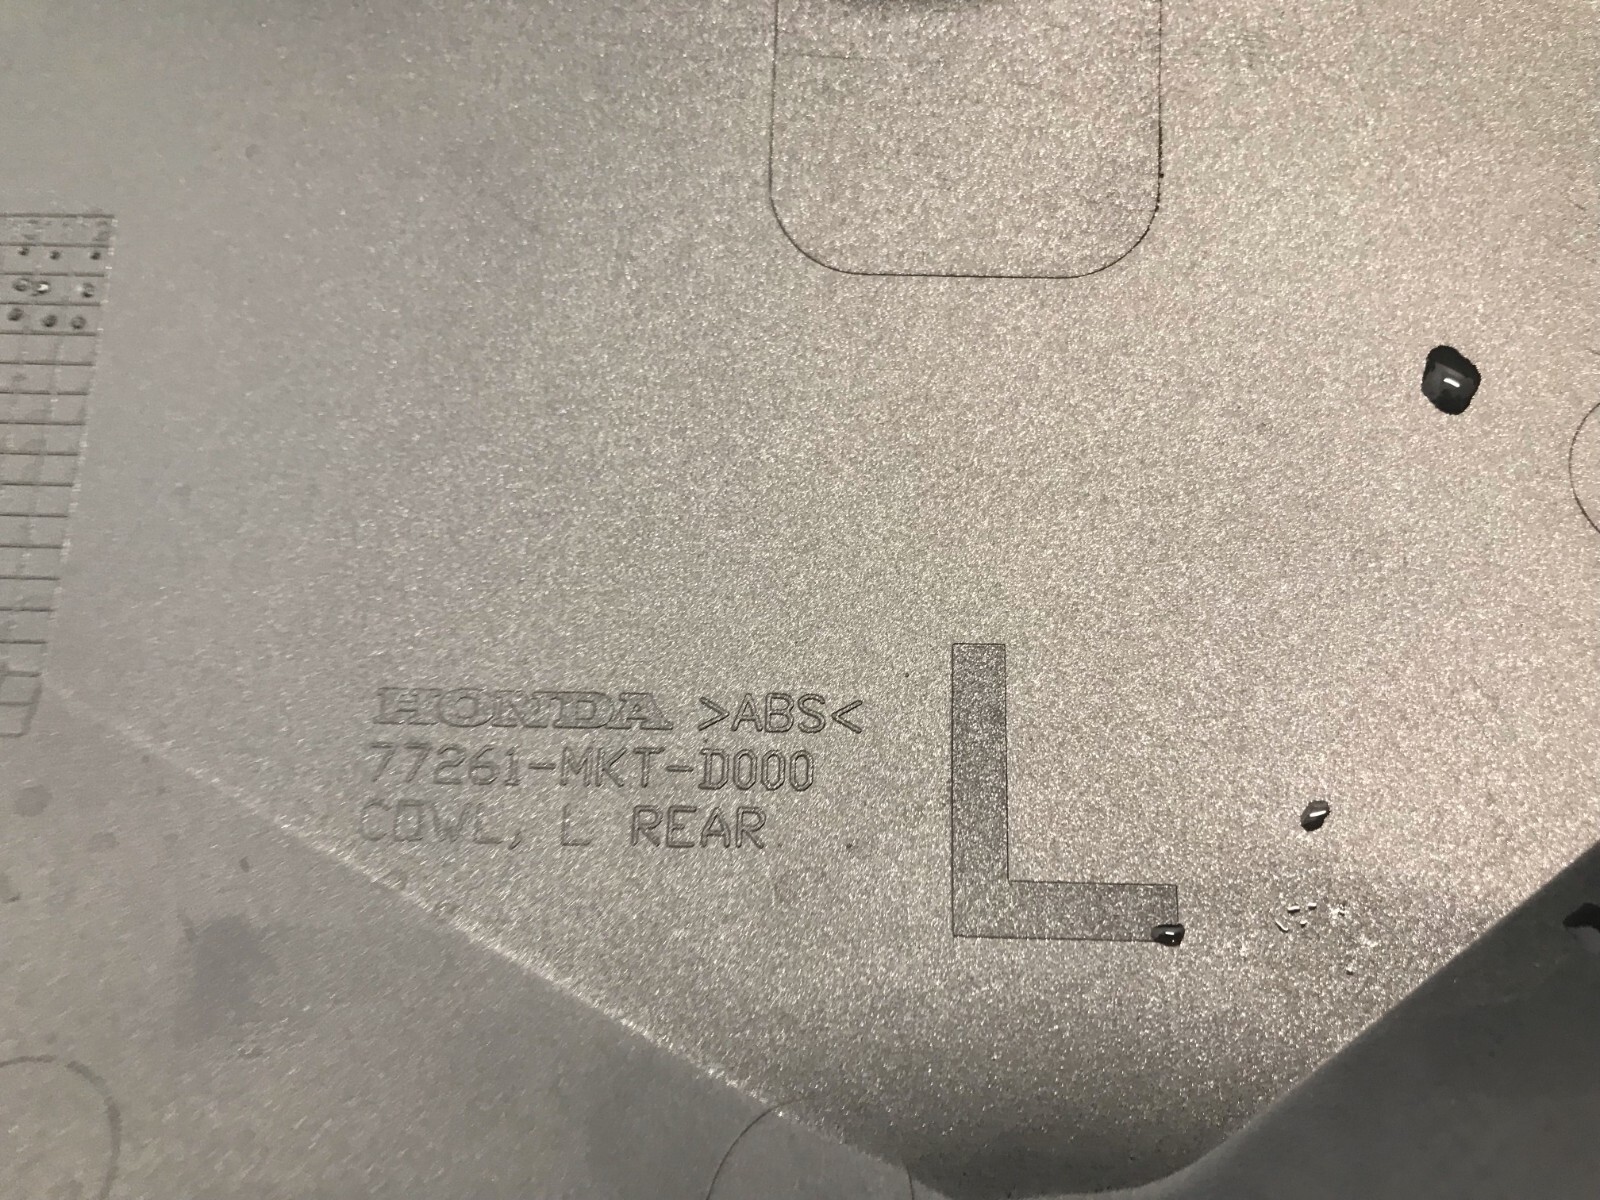 HONDA >ABS<
77261-MKT-D000
COWL, L REAR
L